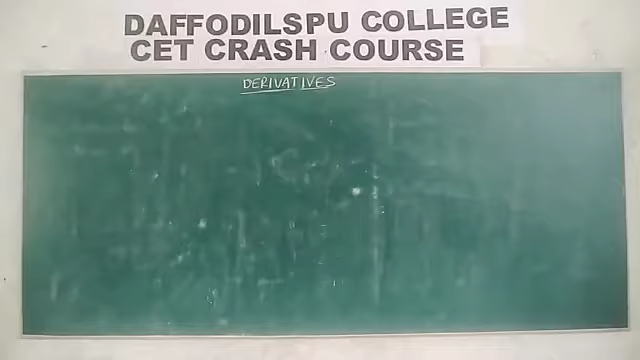 DAFFODILSPU COLLEGE
CET CRASH COURSE
DERIVATIVES